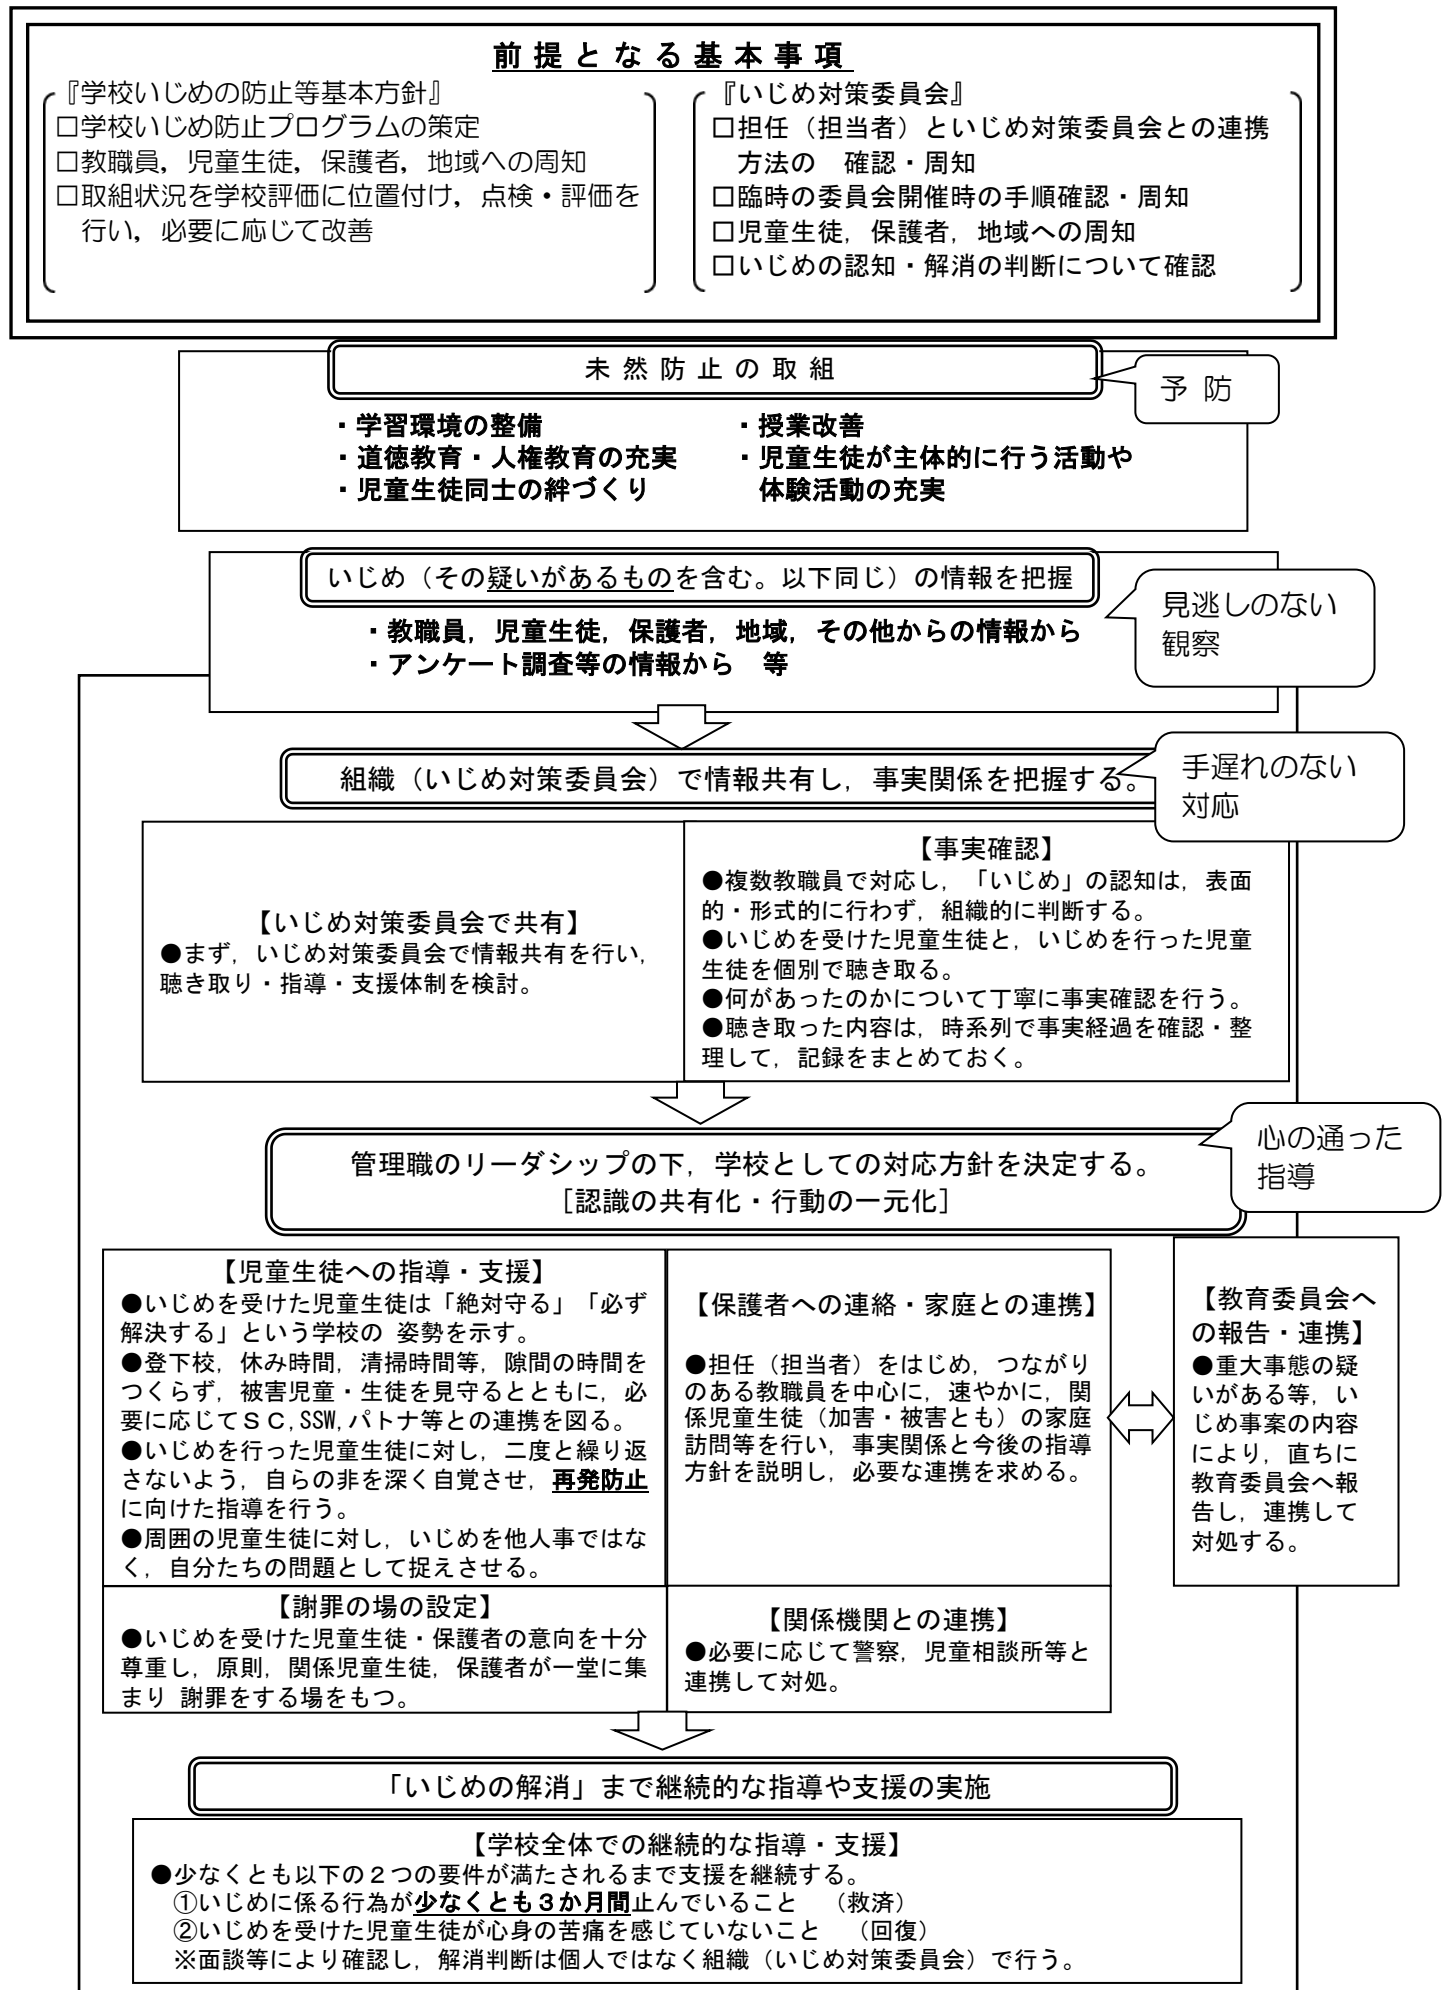 前提となる基本事項
『学校いじめの防止等基本方針』
□学校いじめ防止プログラムの策定
□教職員，児童生徒，保護者，地域への周知
□取組状況を学校評価に位置付け，点検・評価を
行い，必要に応じて改善
『いじめ対策委員会』
□担任（担当者）といじめ対策委員会との連携
方法の　確認・周知
□臨時の委員会開催時の手順確認・周知
□児童生徒，保護者，地域への周知
□いじめの認知・解消の判断について確認
未然防止の取組
予　防
・学習環境の整備
・道徳教育・人権教育の充実
・児童生徒同士の絆づくり
・授業改善
・児童生徒が主体的に行う活動や
体験活動の充実
いじめ（その疑いがあるものを含む。以下同じ）の情報を把握
見逃しのない
観察
・教職員，児童生徒，保護者，地域，その他からの情報から
・アンケート調査等の情報から　等
組織（いじめ対策委員会）で情報共有し，事実関係を把握する。
手遅れのない
対応
【いじめ対策委員会で共有】
●まず，いじめ対策委員会で情報共有を行い，
聴き取り・指導・支援体制を検討。
【事実確認】
●複数教職員で対応し，「いじめ」の認知は，表面
的・形式的に行わず，組織的に判断する。
●いじめを受けた児童生徒と，いじめを行った児童
生徒を個別で聴き取る。
●何があったのかについて丁寧に事実確認を行う。
●聴き取った内容は，時系列で事実経過を確認・整
理して，記録をまとめておく。
心の通った
指導
管理職のリーダシップの下，学校としての対応方針を決定する。
［認識の共有化・行動の一元化］
【児童生徒への指導・支援】
●いじめを受けた児童生徒は「絶対守る」「必ず
解決する」という学校の 姿勢を示す。
●登下校，休み時間，清掃時間等，隙間の時間を
つくらず，被害児童・生徒を見守るとともに，必
要に応じてＳＣ,SSW,パトナ等との連携を図る。
●いじめを行った児童生徒に対し，二度と繰り返
さないよう，自らの非を深く自覚させ，再発防止
に向けた指導を行う。
●周囲の児童生徒に対し，いじめを他人事ではな
く，自分たちの問題として捉えさせる。
【保護者への連絡・家庭との連携】
●担任（担当者）をはじめ，つながり
のある教職員を中心に，速やかに，関
係児童生徒（加害・被害とも）の家庭
訪問等を行い，事実関係と今後の指導
方針を説明し，必要な連携を求める。
【教育委員会へ
の報告・連携】
●重大事態の疑
いがある等，い
じめ事案の内容
により，直ちに
教育委員会へ報
告し，連携して
対処する。
【謝罪の場の設定】
●いじめを受けた児童生徒・保護者の意向を十分
尊重し，原則，関係児童生徒，保護者が一堂に集
まり 謝罪をする場をもつ。
【関係機関との連携】
●必要に応じて警察，児童相談所等と
連携して対処。
「いじめの解消」まで継続的な指導や支援の実施
【学校全体での継続的な指導・支援】
●少なくとも以下の２つの要件が満たされるまで支援を継続する。
①いじめに係る行為が少なくとも３か月間止んでいること　（救済）
②いじめを受けた児童生徒が心身の苦痛を感じていないこと　（回復）
※面談等により確認し，解消判断は個人ではなく組織（いじめ対策委員会）で行う。